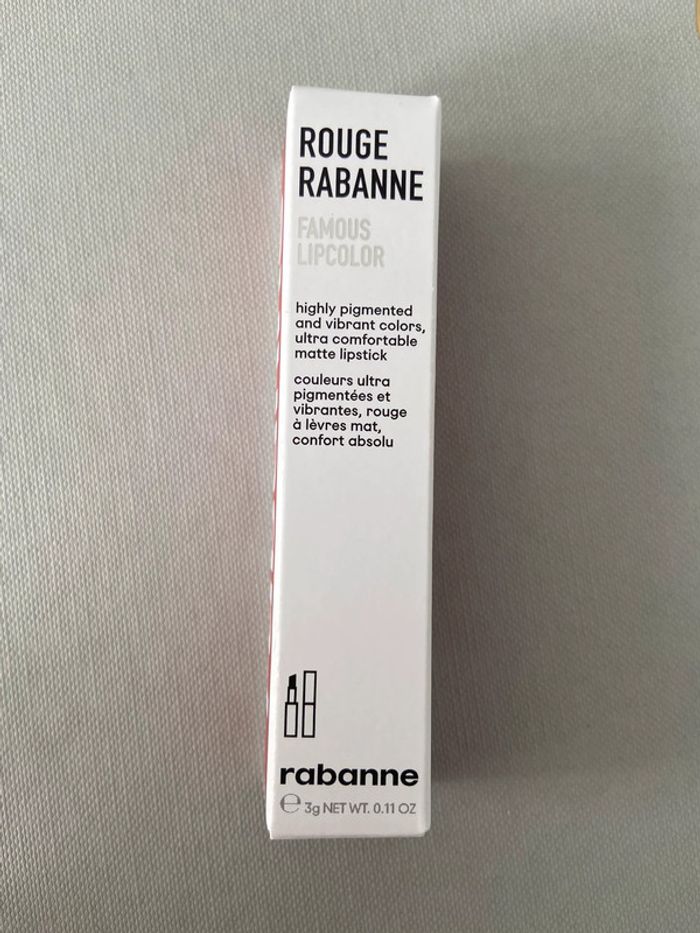 ROUGE
RABANNE
FAMOUS
LIPCOLOR
highly pigmented
and vibrant colors,
ultra comfortable
matte lipstick
couleurs ultra
pigmentées et
vibrantes, rouge
à lèvres mat,
confort absolu
rabanne
℮ 3g NET WT. 0.11 OZ